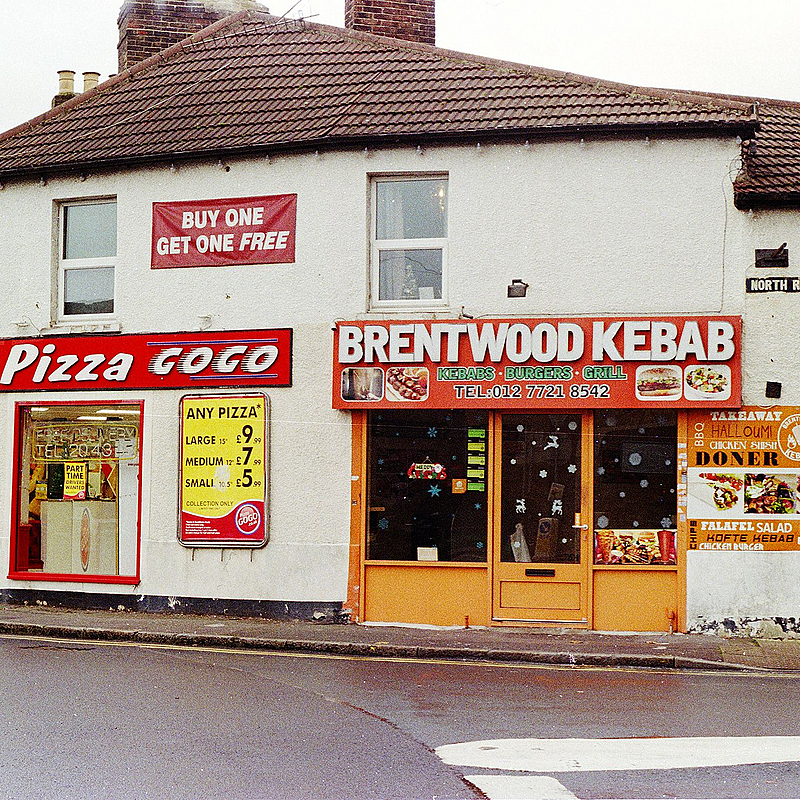 BUY ONE
GET ONE FREE
NORTH R
Pizza GOGO
BRENTWOOD KEBAB
KEBABS · BURGERS · GRILL
TEL:012 7721 8542
ANY PIZZA*
LARGE 15" £9.99
MEDIUM 12" £7.99
SMALL 10.5" £5.99
COLLECTION ONLY
PIZZA GOGO
PART
TIME
DRIVERS
WANTED
TAKEAWAY
BBQ
HALLOUMI
CHICKEN SHISH
DONER
CHIPS
FALAFEL SALAD
KOFTE KEBAB
CHICKEN BURGER